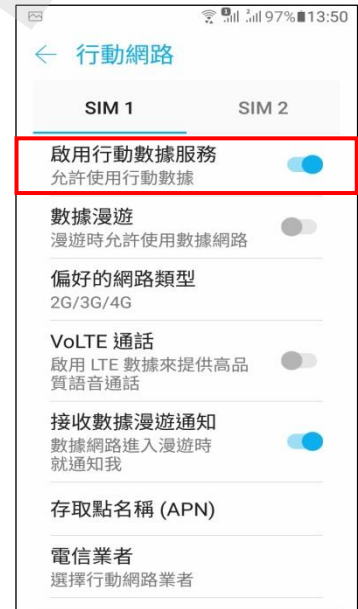 97% 13:50
行動網路
SIM 1 SIM 2
啟用行動數據服務
允許使用行動數據
數據漫遊
漫遊時允許使用數據網路
偏好的網路類型
2G/3G/4G
VoLTE 通話
啟用 LTE 數據來提供高品
質語音通話
接收數據漫遊通知
數據網路進入漫遊時
就通知我
存取點名稱 (APN)
電信業者
選擇行動網路業者